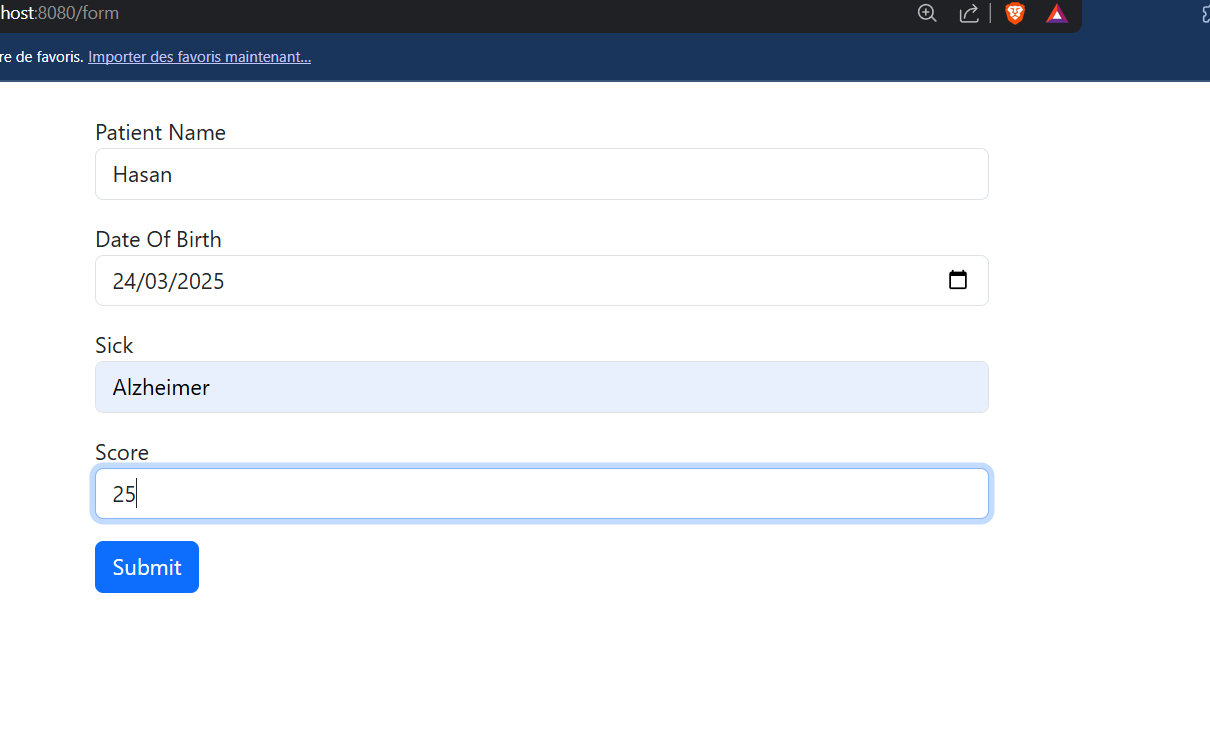 host:8080/form
re de favoris. Importer des favoris maintenant...
Patient Name
Hasan
Date Of Birth
24/03/2025
Sick
Alzheimer
Score
25
Submit